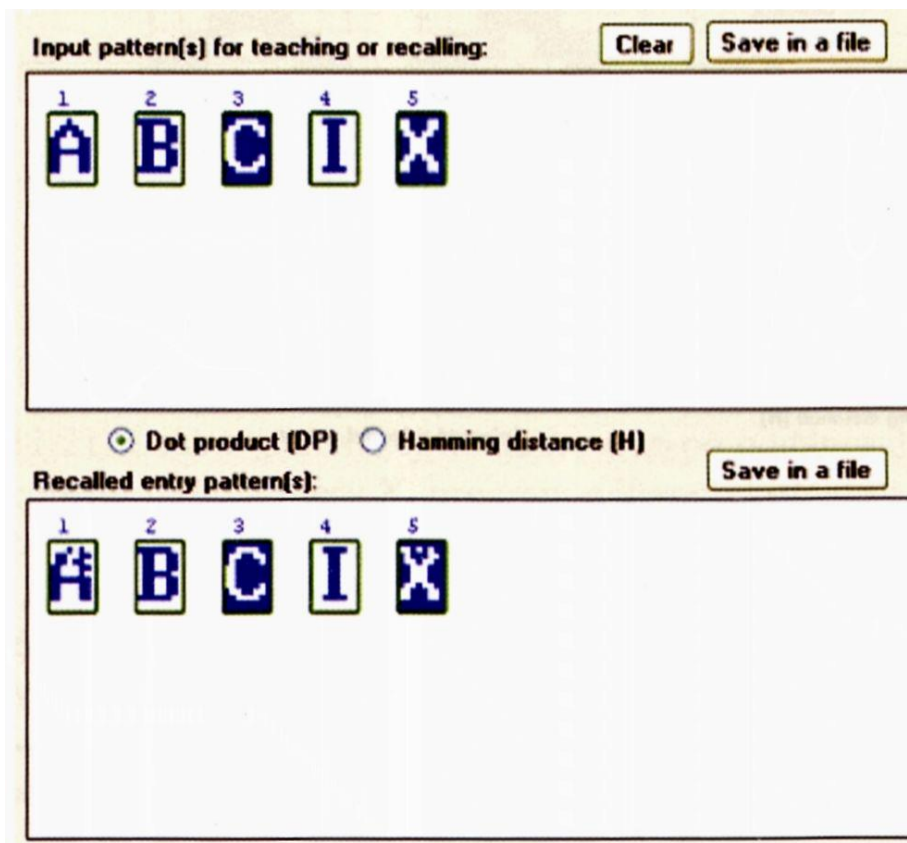 Input pattern(s) for teaching or recalling: Clear Save in a file
1 2 3 4 5
A B C I X
Dot product (DP) Hamming distance (H)
Save in a file
Recalled entry pattern(s):
1 2 3 4 5
A B C I X